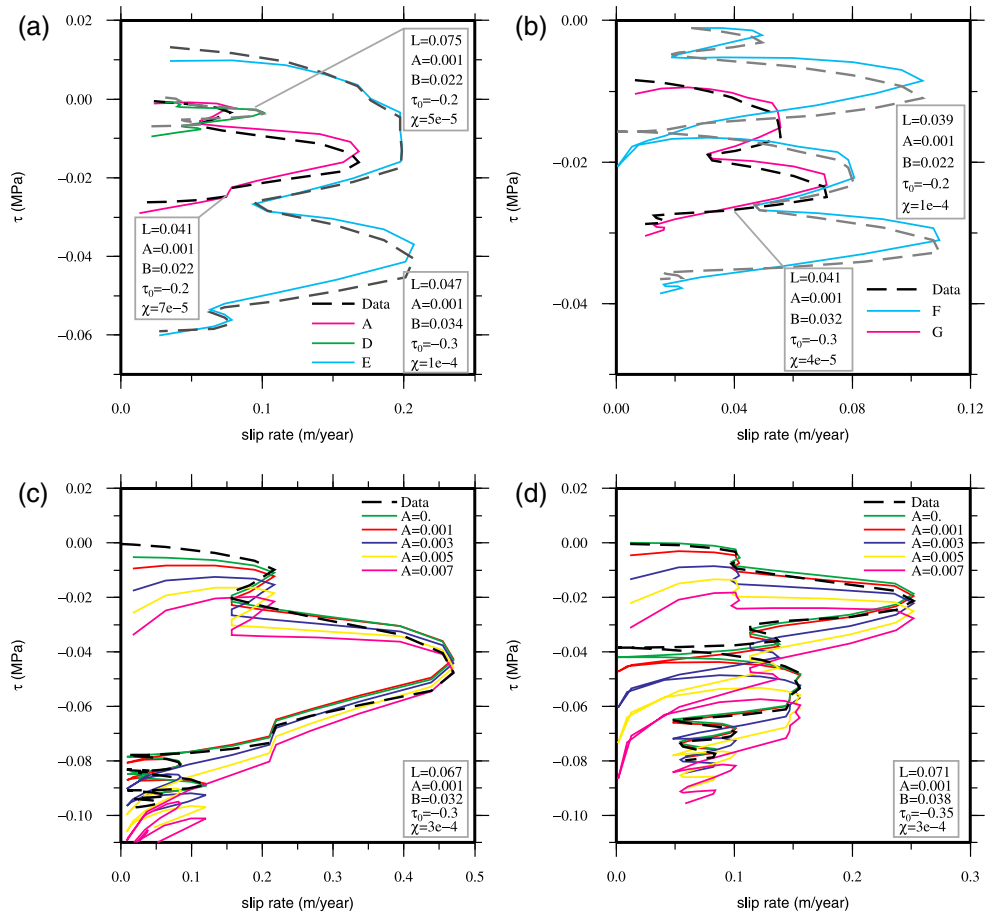 (a)
0.00
−0.02
−0.04
−0.06
τ (MPa)
0.0
0.1
0.2
slip rate (m/year)
L=0.075
A=0.001
B=0.022
τ0=−0.2
χ=5e−5
L=0.041
A=0.001
B=0.022
τ0=−0.2
χ=7e−5
L=0.047
A=0.001
B=0.034
τ0=−0.3
χ=1e−4
Data
A
D
E
(b)
0.00
−0.02
−0.04
τ (MPa)
0.00
0.04
0.08
0.12
slip rate (m/year)
L=0.039
A=0.001
B=0.022
τ0=−0.2
χ=1e−4
L=0.041
A=0.001
B=0.032
τ0=−0.3
χ=4e−5
Data
F
G
(c)
0.02
0.00
−0.02
−0.04
−0.06
−0.08
−0.10
τ (MPa)
0.0
0.1
0.2
0.3
0.4
0.5
slip rate (m/year)
Data
A=0.
A=0.001
A=0.003
A=0.005
A=0.007
L=0.067
A=0.001
B=0.032
τ0=−0.3
χ=3e−4
(d)
0.02
0.00
−0.02
−0.04
−0.06
−0.08
−0.10
τ (MPa)
0.0
0.1
0.2
0.3
slip rate (m/year)
Data
A=0.
A=0.001
A=0.003
A=0.005
A=0.007
L=0.071
A=0.001
B=0.038
τ0=−0.35
χ=3e−4